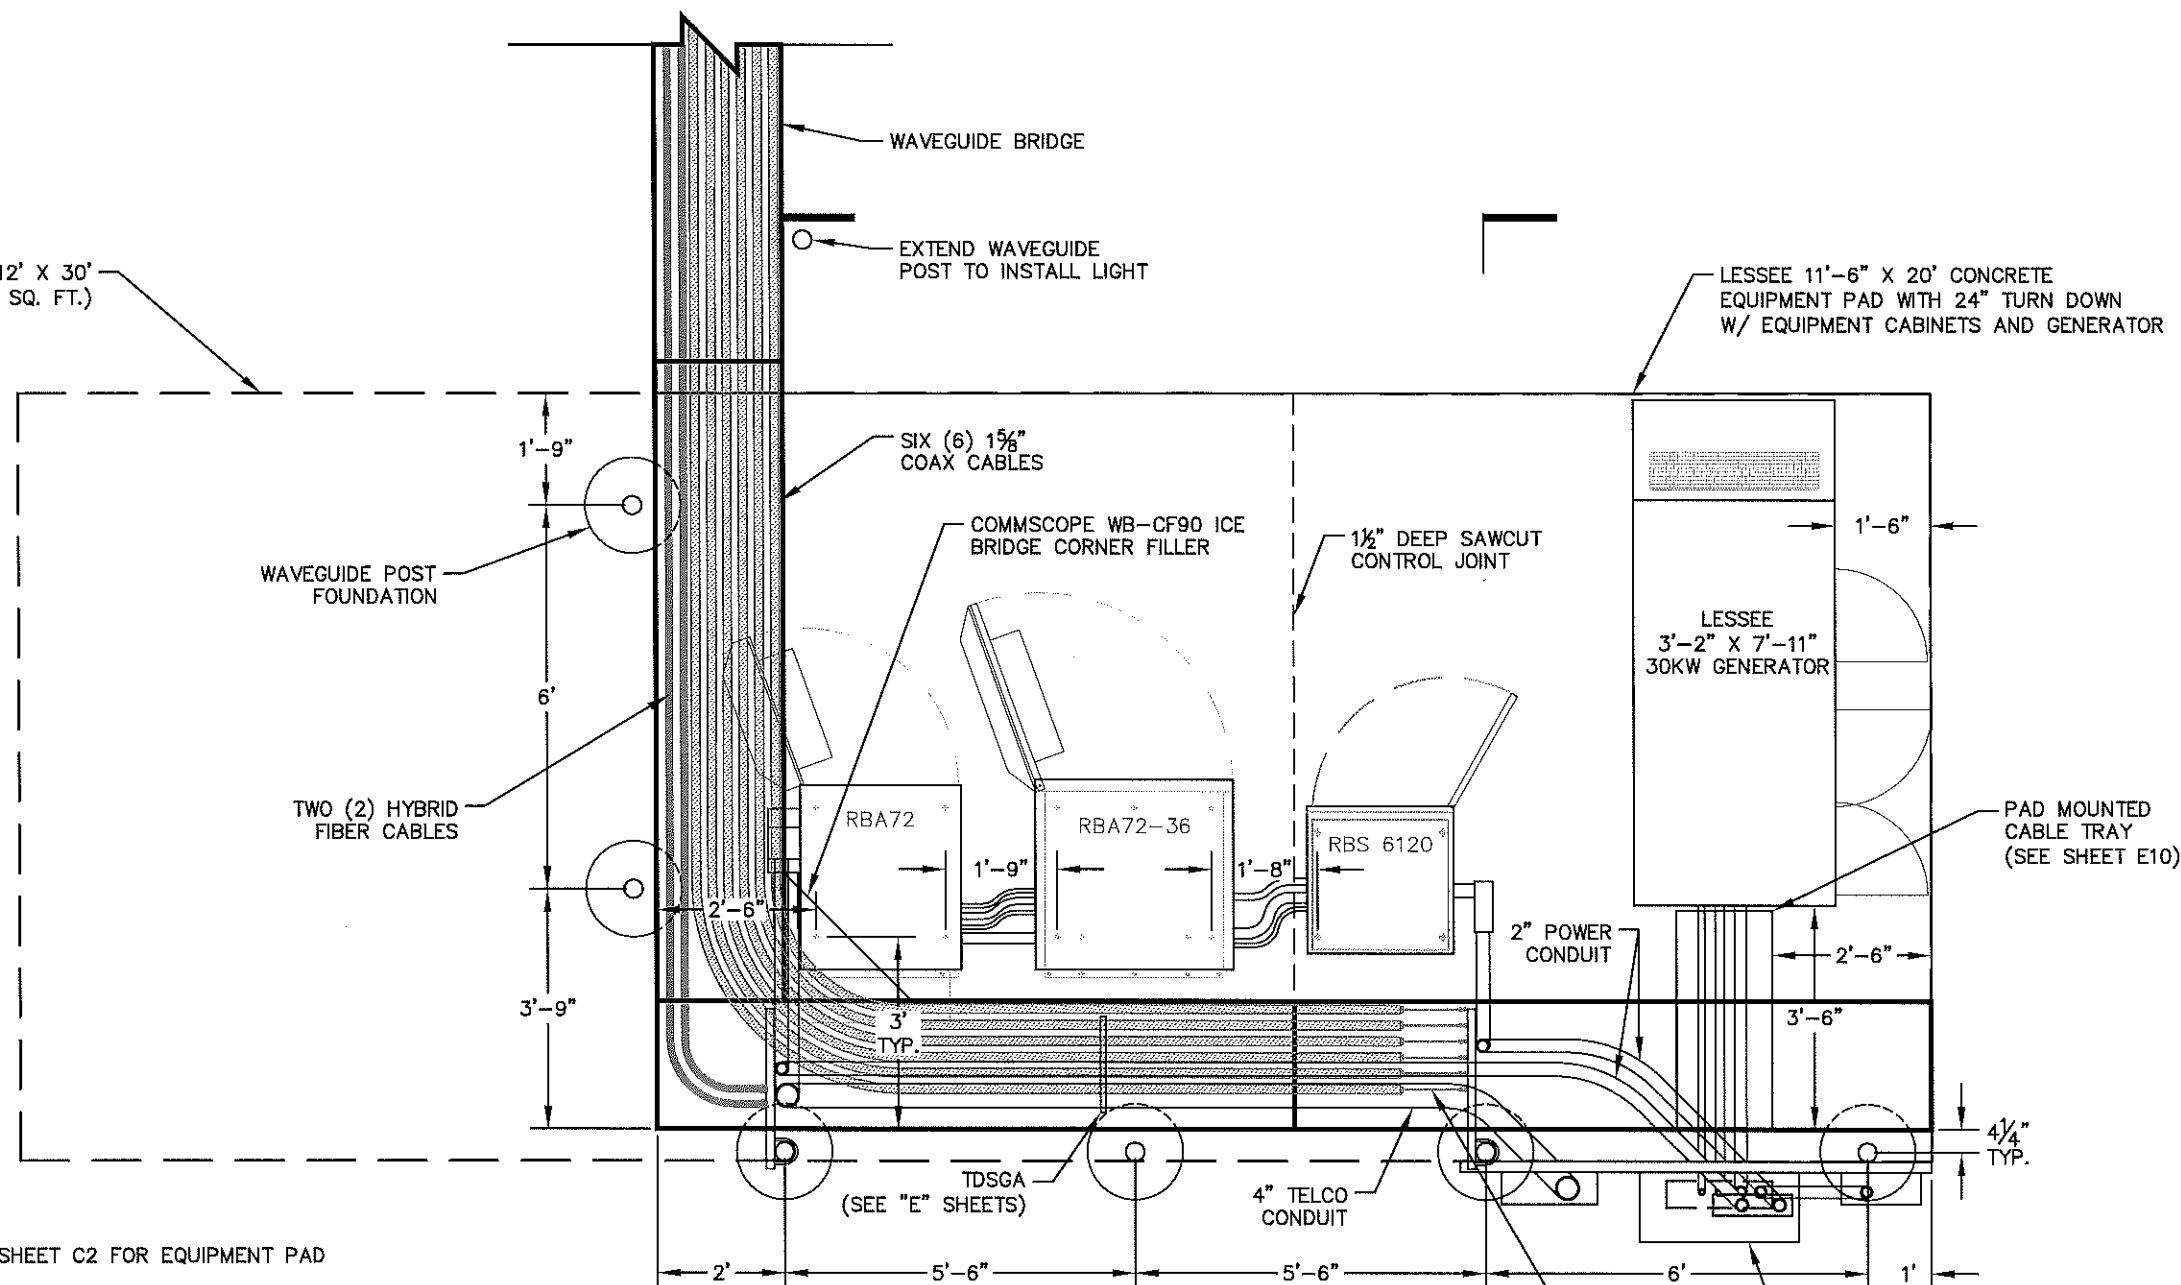 WAVEGUIDE BRIDGE
EXTEND WAVEGUIDE
POST TO INSTALL LIGHT
12' X 30'
SQ. FT.)
LESSEE 11'-6" X 20' CONCRETE
EQUIPMENT PAD WITH 24" TURN DOWN
W/ EQUIPMENT CABINETS AND GENERATOR
1'-9"
SIX (6) 1⅝"
COAX CABLES
COMMSCOPE WB-CF90 ICE
BRIDGE CORNER FILLER
1½" DEEP SAWCUT
CONTROL JOINT
1'-6"
WAVEGUIDE POST
FOUNDATION
LESSEE
3'-2" X 7'-11"
30KW GENERATOR
6'
TWO (2) HYBRID
FIBER CABLES
RBA72
RBA72-36
RBS 6120
PAD MOUNTED
CABLE TRAY
(SEE SHEET E10)
1'-9"
1'-8"
2'-6"
2" POWER
CONDUIT
2'-6"
3'-9"
3'
TYP.
3'-6"
4¼"
TYP.
TDSGA
(SEE "E" SHEETS)
4" TELCO
CONDUIT
SHEET C2 FOR EQUIPMENT PAD
2'
5'-6"
5'-6"
6'
1'